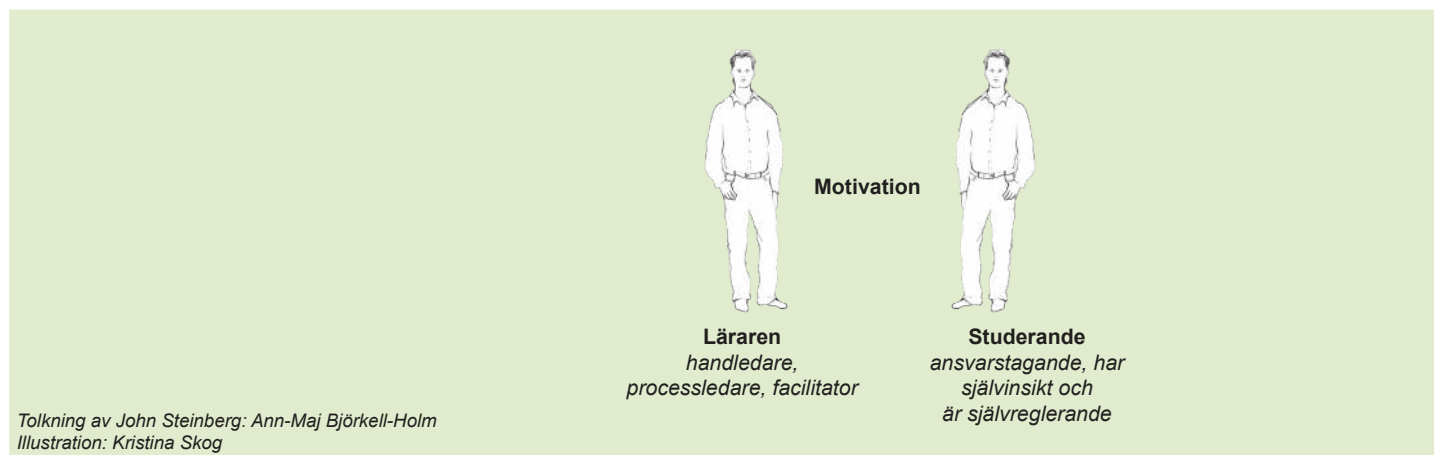 Motivation
Läraren
handledare,
processledare, facilitator
Studerande
ansvarstagande, har
självinsikt och
är självreglerande
Tolkning av John Steinberg: Ann-Maj Björkell-Holm
Illustration: Kristina Skog